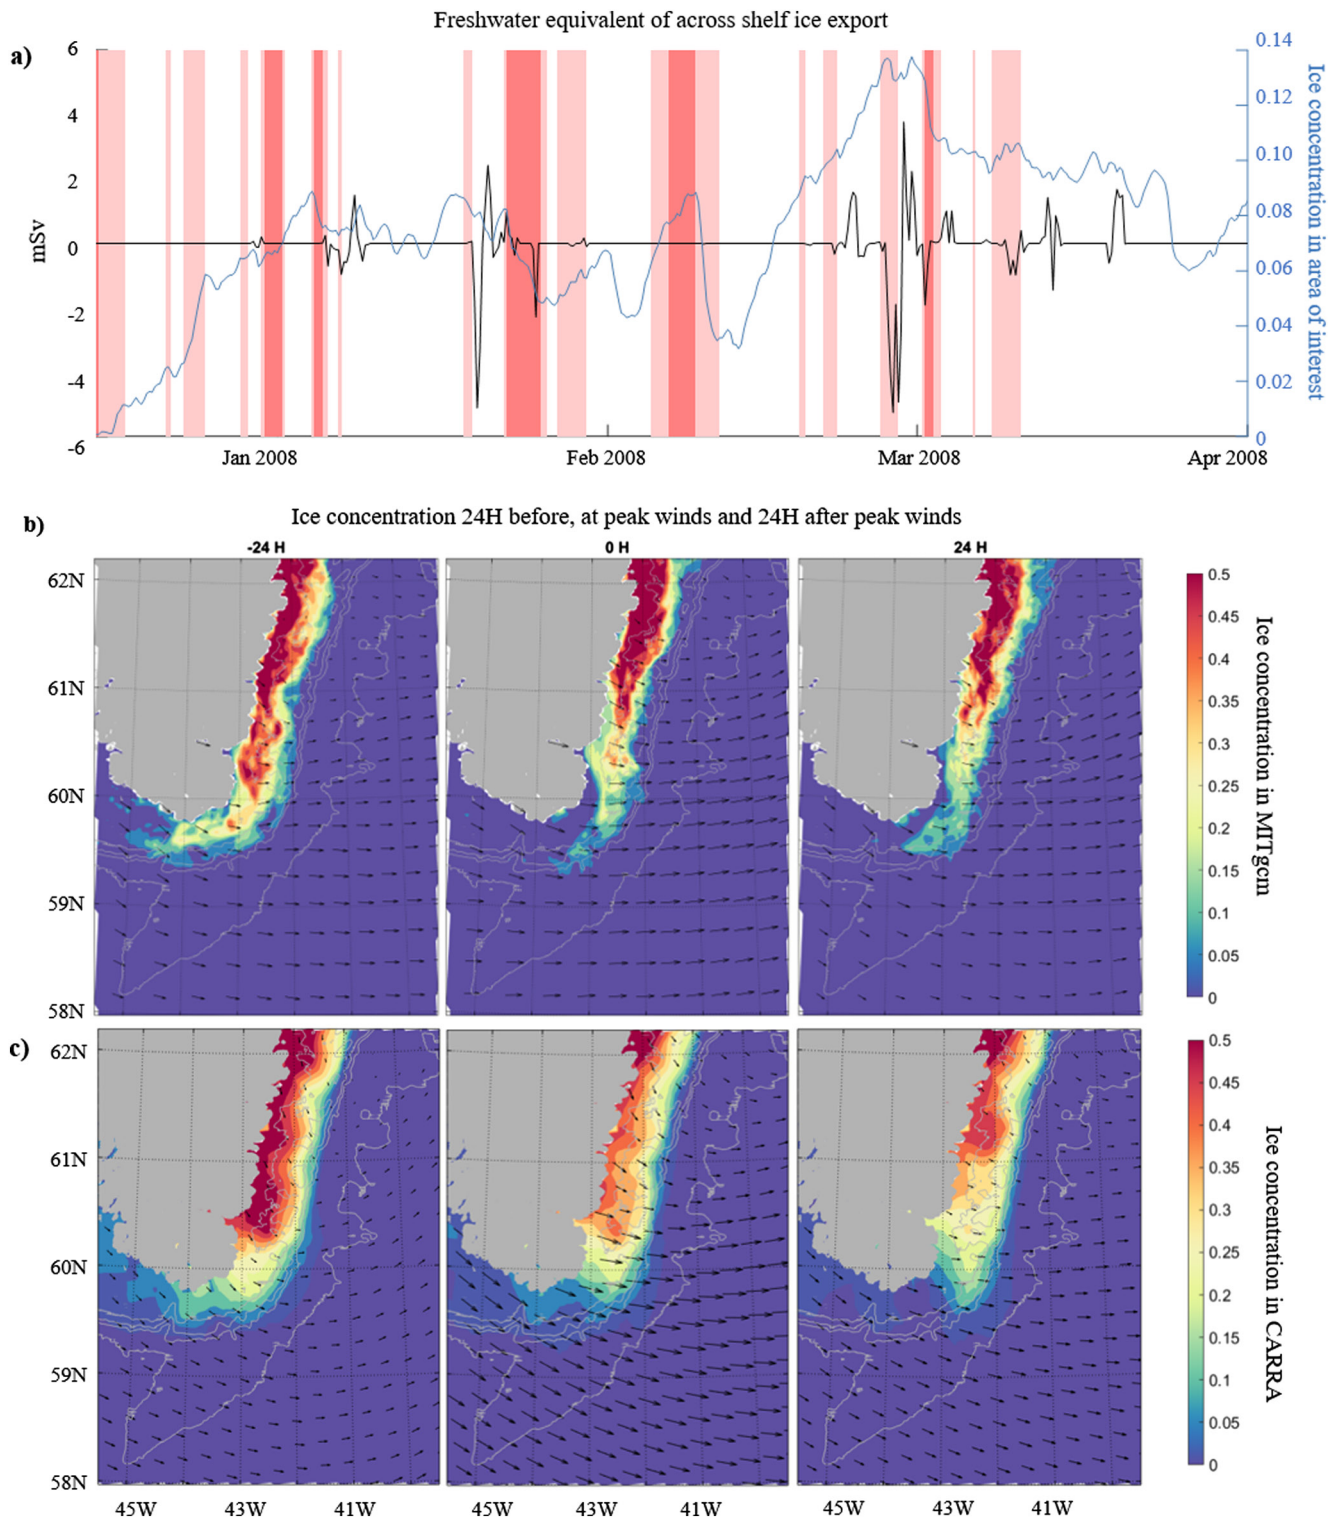 Freshwater equivalent of across shelf ice export
a)
6
4
2
0
-2
-4
-6
mSv
0.14
0.12
0.10
0.08
0.06
0.04
0.02
0
Ice concentration in area of interest
Jan 2008 Feb 2008 Mar 2008 Apr 2008
b)
Ice concentration 24H before, at peak winds and 24H after peak winds
-24 H 0 H 24 H
62N
61N
60N
59N
58N
0.5
0.45
0.4
0.35
0.3
0.25
0.2
0.15
0.1
0.05
0
Ice concentration in MITgcm
c)
62N
61N
60N
59N
58N
45W 43W 41W 45W 43W 41W 45W 43W 41W
0.5
0.45
0.4
0.35
0.3
0.25
0.2
0.15
0.1
0.05
0
Ice concentration in CARRA